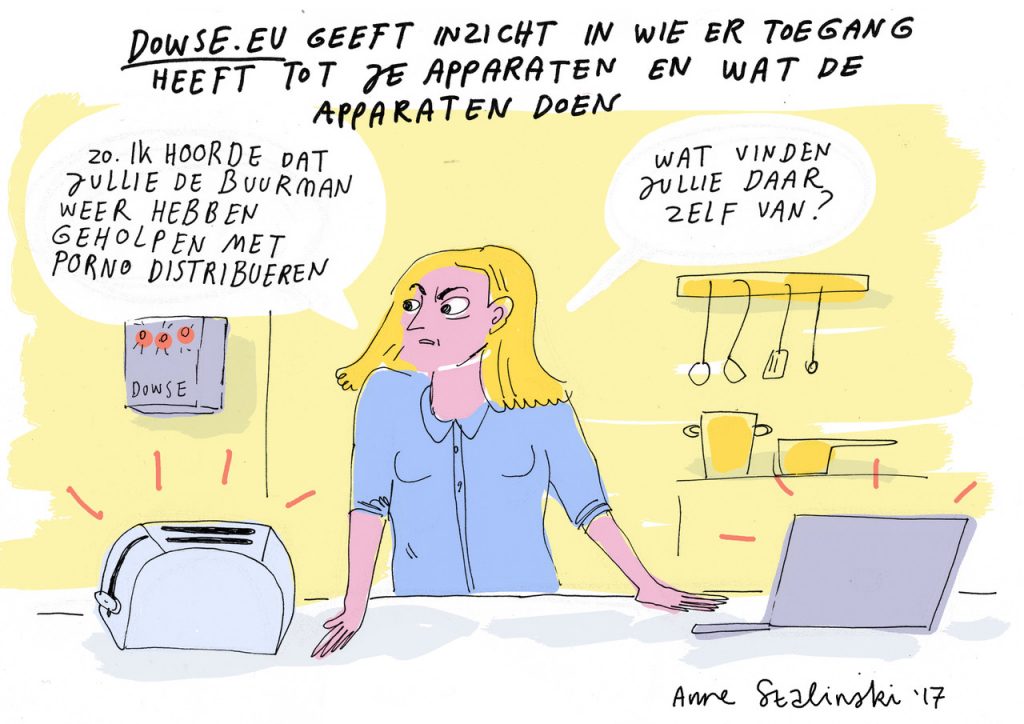 DOWSE.EU GEEFT INZICHT IN WIE ER TOEGANG
HEEFT TOT JE APPARATEN EN WAT DE
APPARATEN DOEN
ZO. IK HOORDE DAT
JULLIE DE BUURMAN
WEER HEBBEN
GEHOLPEN MET
PORNO DISTRIBUEREN
WAT VINDEN
JULLIE DAAR
ZELF VAN?
DOWSE
Anne Stalinski '17